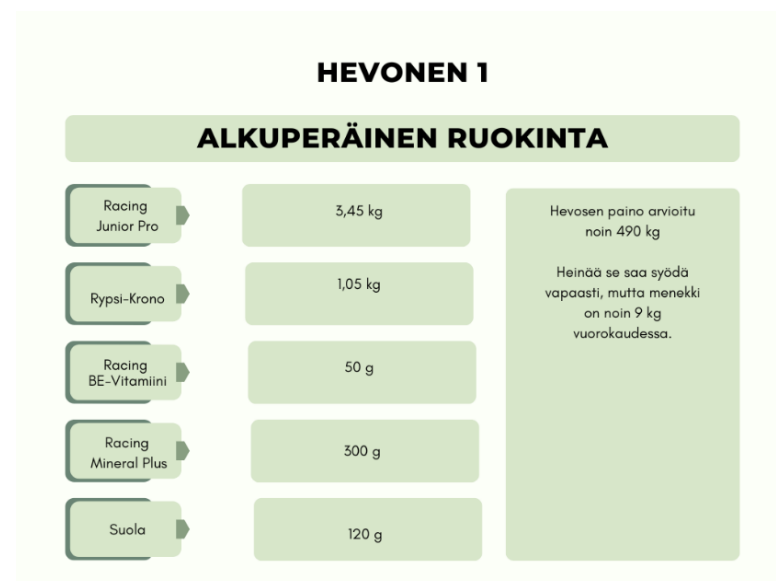 HEVONEN 1
ALKUPERÄINEN RUOKINTA
Racing
Junior Pro
3,45 kg
Rypsi-Krono
1,05 kg
Racing
BE-Vitamiini
50 g
Racing
Mineral Plus
300 g
Suola
120 g
Hevosen paino arvioitu
noin 490 kg
Heinää se saa syödä
vapaasti, mutta menekki
on noin 9 kg
vuorokaudessa.